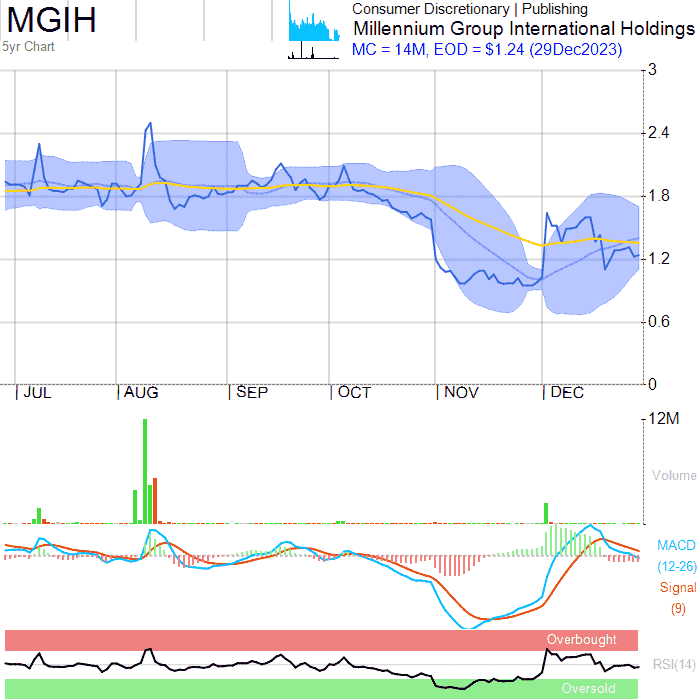 MGIH
5yr Chart
Consumer Discretionary | Publishing
Millennium Group International Holdings
MC = 14M, EOD = $1.24 (29Dec2023)
3
2.4
1.8
1.2
0.6
0
JUL AUG SEP OCT NOV DEC
12M
Volume
MACD
(12-26)
Signal
(9)
Overbought
RSI(14)
Oversold